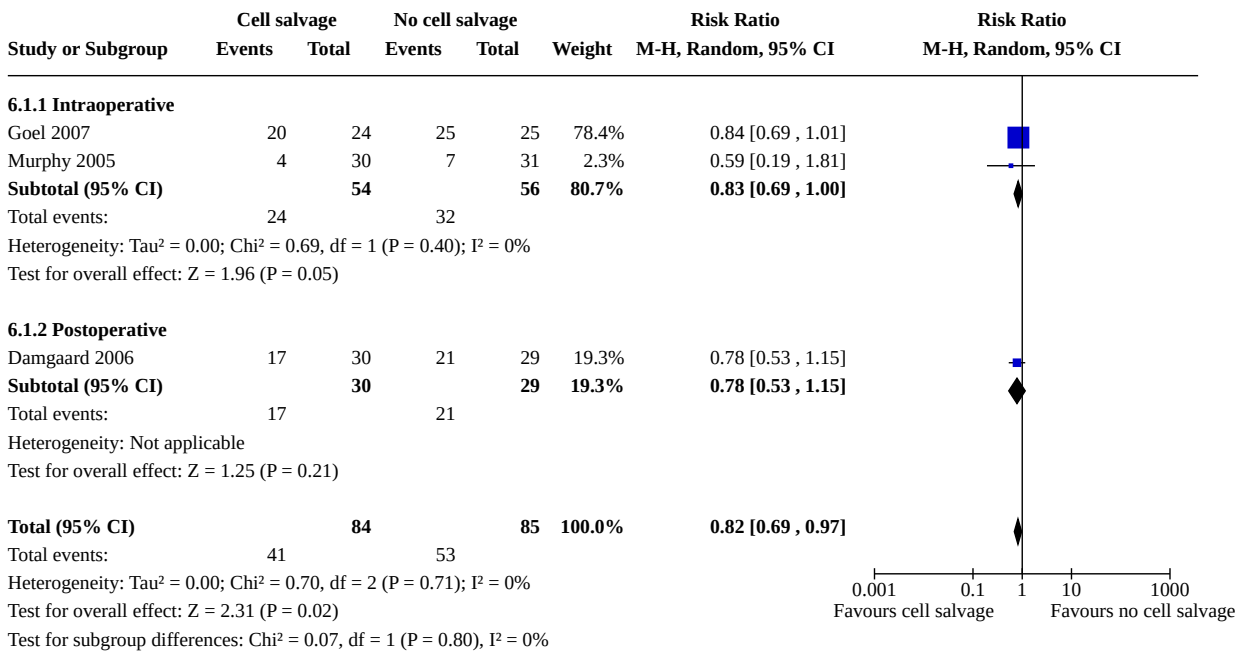 Cell salvage No cell salvage Risk Ratio Risk Ratio
Study or Subgroup Events Total Events Total Weight M-H, Random, 95% CI M-H, Random, 95% CI
6.1.1 Intraoperative
Goel 2007 20 24 25 25 78.4% 0.84 [0.69 , 1.01]
Murphy 2005 4 30 7 31 2.3% 0.59 [0.19 , 1.81]
Subtotal (95% CI) 54 56 80.7% 0.83 [0.69 , 1.00]
Total events: 24 32
Heterogeneity: Tau² = 0.00; Chi² = 0.69, df = 1 (P = 0.40); I² = 0%
Test for overall effect: Z = 1.96 (P = 0.05)
6.1.2 Postoperative
Damgaard 2006 17 30 21 29 19.3% 0.78 [0.53 , 1.15]
Subtotal (95% CI) 30 29 19.3% 0.78 [0.53 , 1.15]
Total events: 17 21
Heterogeneity: Not applicable
Test for overall effect: Z = 1.25 (P = 0.21)
Total (95% CI) 84 85 100.0% 0.82 [0.69 , 0.97]
Total events: 41 53
Heterogeneity: Tau² = 0.00; Chi² = 0.70, df = 2 (P = 0.71); I² = 0%
0.001 0.1 1 10 1000
Test for overall effect: Z = 2.31 (P = 0.02) Favours cell salvage Favours no cell salvage
Test for subgroup differences: Chi² = 0.07, df = 1 (P = 0.80), I² = 0%